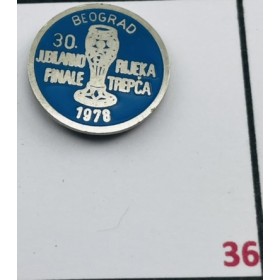 BEOGRAD
30.
JUBILARNO RIJEKA
FINALE TREPČA
1978
36